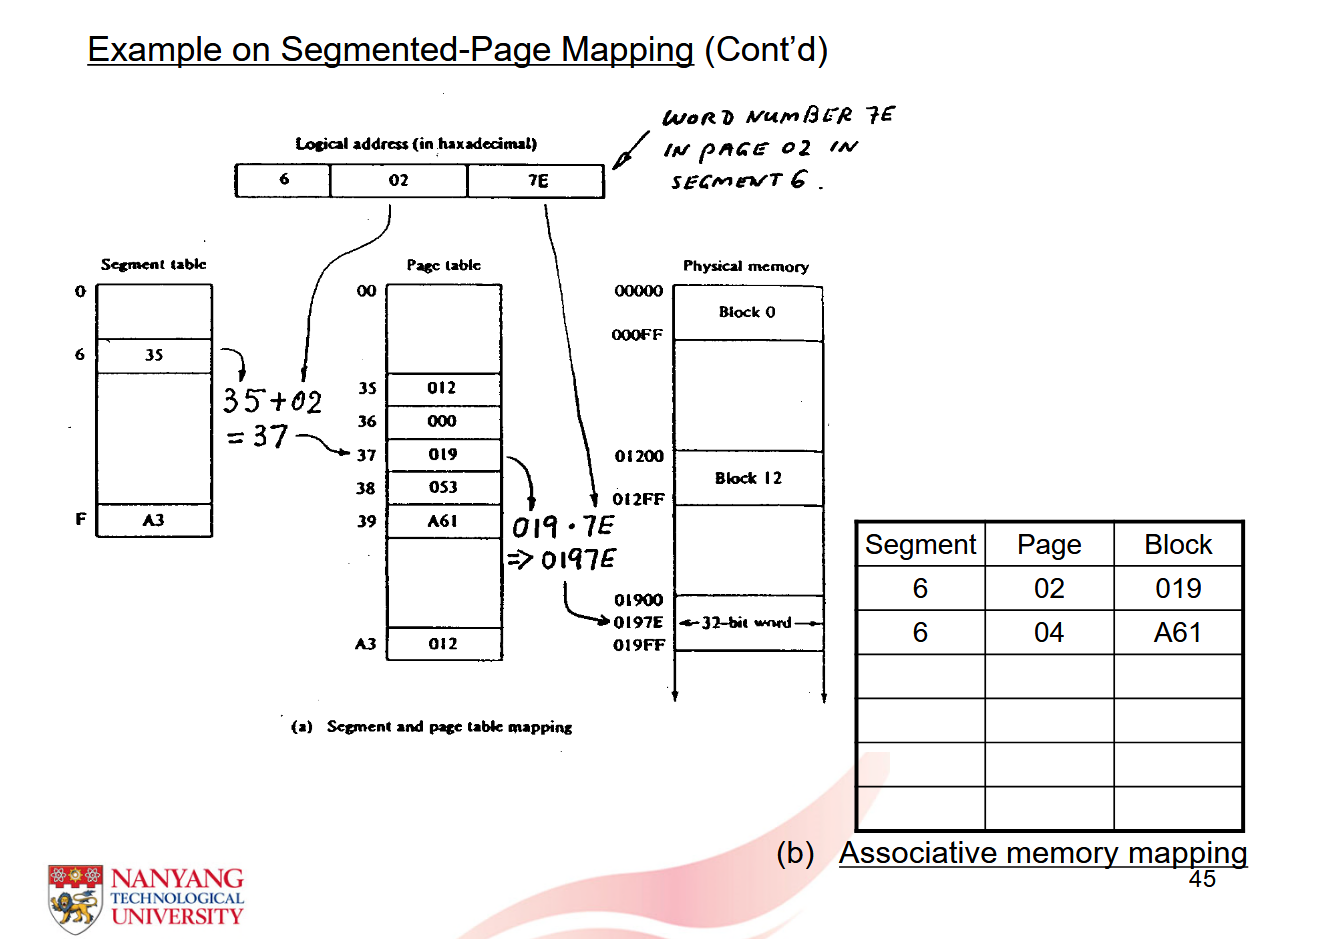 Example on Segmented-Page Mapping (Cont’d)
WORD NUMBER 7E
IN PAGE 02 IN
SEGMENT 6.
Logical address (in haxadecimal)
6 02 7E
Segment table
0
6 35
F A3
35+02
= 37
Page table
00
35 012
36 000
37 019
38 053
39 A61
A3 012
019 · 7E
=> 0197E
Physical memory
00000
Block 0
000FF
01200
Block 12
012FF
01900
0197E 32-bit word
019FF
(a) Segment and page table mapping
Segment Page Block
6 02 019
6 04 A61
(b) Associative memory mapping
45
NANYANG
TECHNOLOGICAL
UNIVERSITY